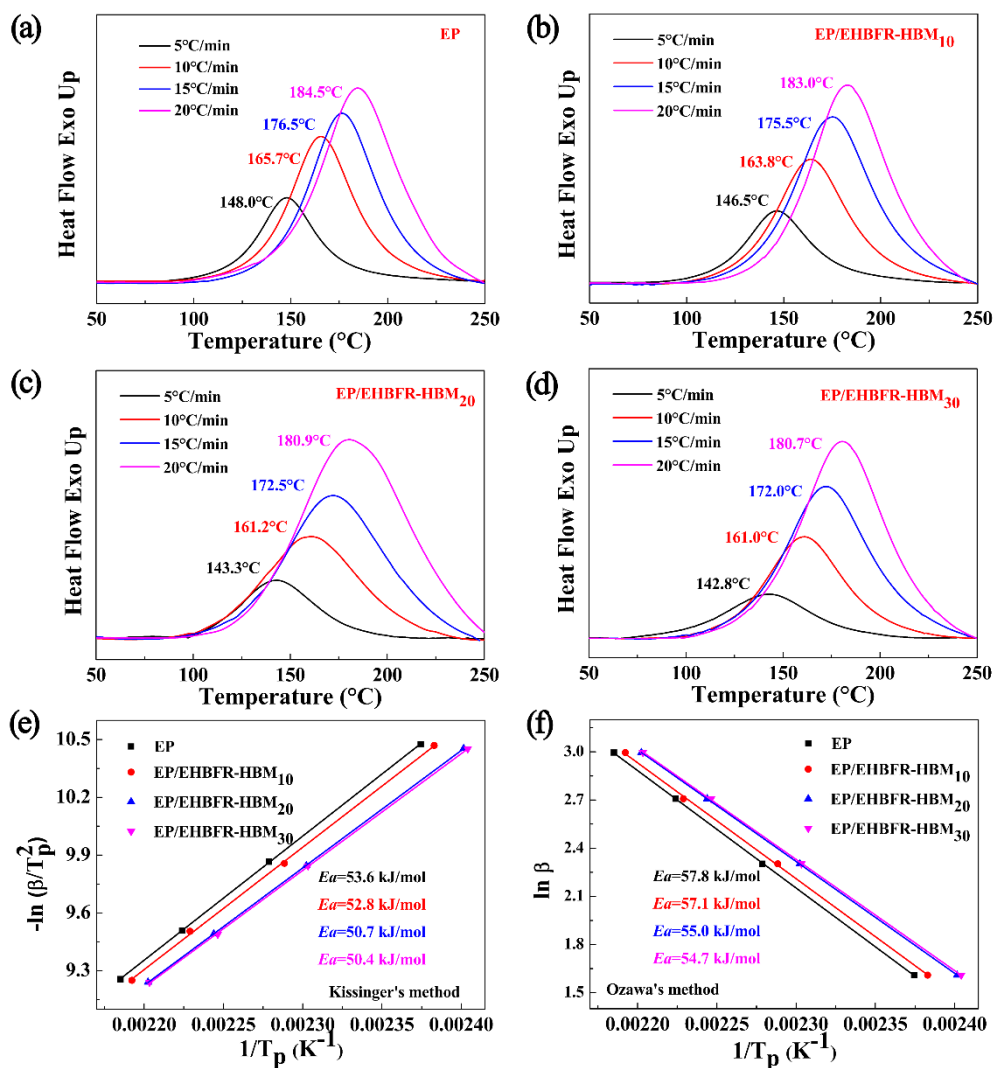 (a)
EP
5°C/min
10°C/min
15°C/min
20°C/min
184.5°C
176.5°C
165.7°C
148.0°C
Heat Flow Exo Up
50 100 150 200 250
Temperature (°C)
(b)
EP/EHBFR-HBM10
5°C/min
10°C/min
15°C/min
20°C/min
183.0°C
175.5°C
163.8°C
146.5°C
Heat Flow Exo Up
50 100 150 200 250
Temperature (°C)
(c)
EP/EHBFR-HBM20
5°C/min
10°C/min
15°C/min
20°C/min
180.9°C
172.5°C
161.2°C
143.3°C
Heat Flow Exo Up
50 100 150 200 250
Temperature (°C)
(d)
EP/EHBFR-HBM30
5°C/min
10°C/min
15°C/min
20°C/min
180.7°C
172.0°C
161.0°C
142.8°C
Heat Flow Exo Up
50 100 150 200 250
Temperature (°C)
(e)
10.5
10.2
9.9
9.6
9.3
-ln (β/Tp²)
EP
EP/EHBFR-HBM10
EP/EHBFR-HBM20
EP/EHBFR-HBM30
Ea=53.6 kJ/mol
Ea=52.8 kJ/mol
Ea=50.7 kJ/mol
Ea=50.4 kJ/mol
Kissinger's method
0.00220 0.00225 0.00230 0.00235 0.00240
1/Tp (K⁻¹)
(f)
3.0
2.7
2.4
2.1
1.8
1.5
ln β
EP
EP/EHBFR-HBM10
EP/EHBFR-HBM20
EP/EHBFR-HBM30
Ea=57.8 kJ/mol
Ea=57.1 kJ/mol
Ea=55.0 kJ/mol
Ea=54.7 kJ/mol
Ozawa's method
0.00220 0.00225 0.00230 0.00235 0.00240
1/Tp (K⁻¹)